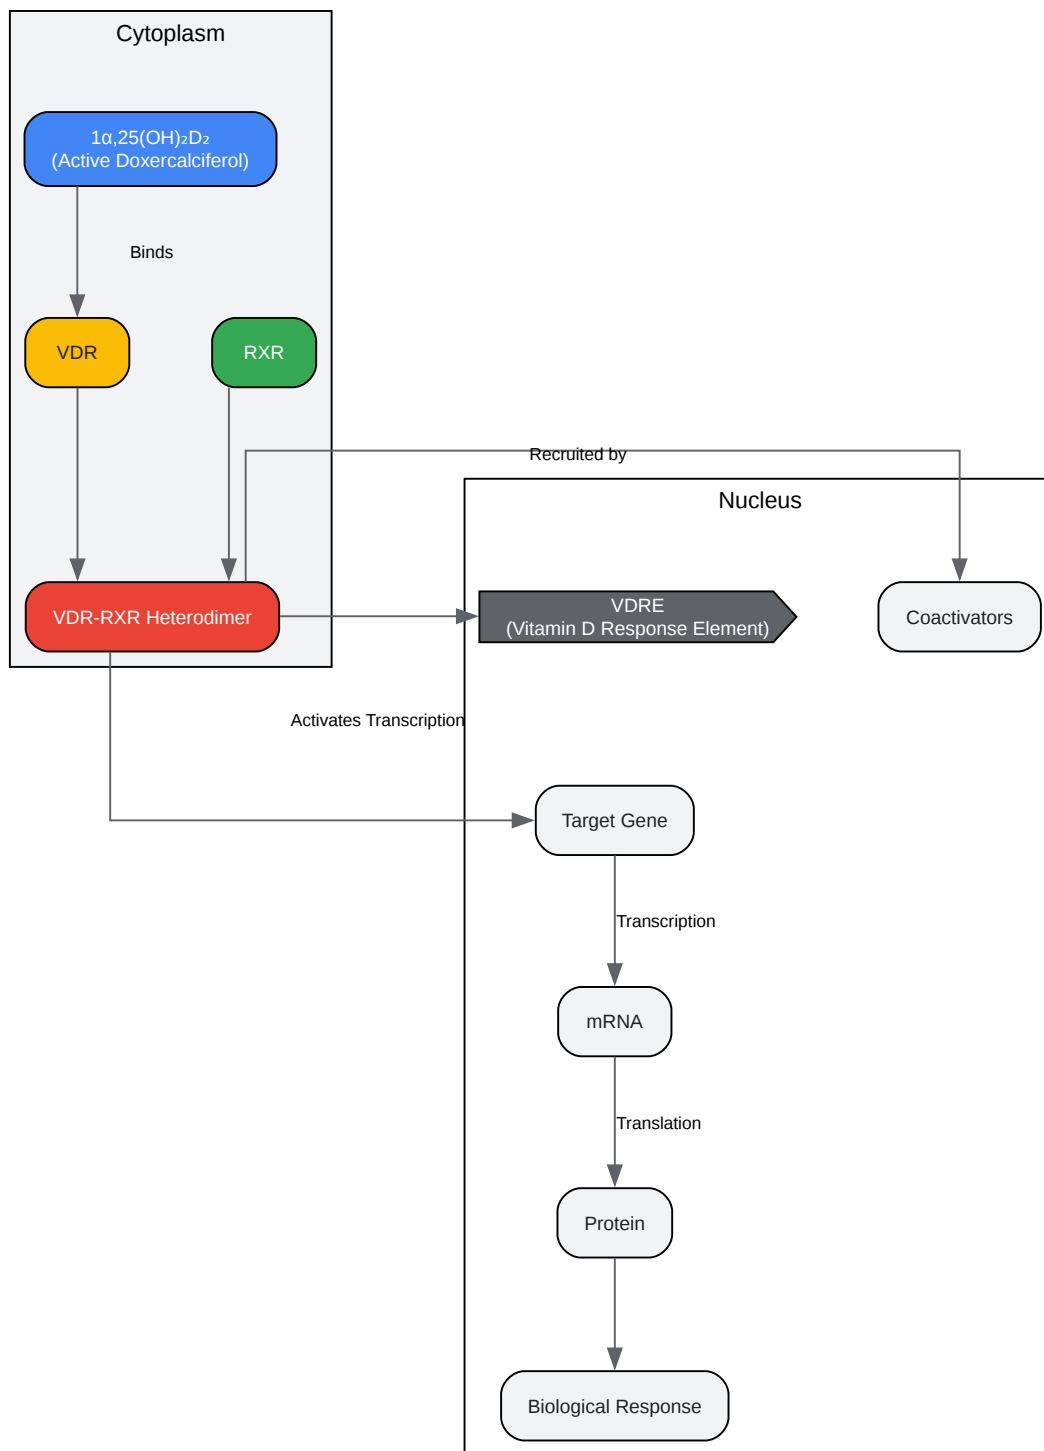 Cytoplasm
1α,25(OH)₂D₂
(Active Doxercalciferol)
Binds
VDR
RXR
Recruited by
Nucleus
VDR-RXR Heterodimer
VDRE
(Vitamin D Response Element)
Coactivators
Activates Transcription
Target Gene
Transcription
mRNA
Translation
Protein
Biological Response